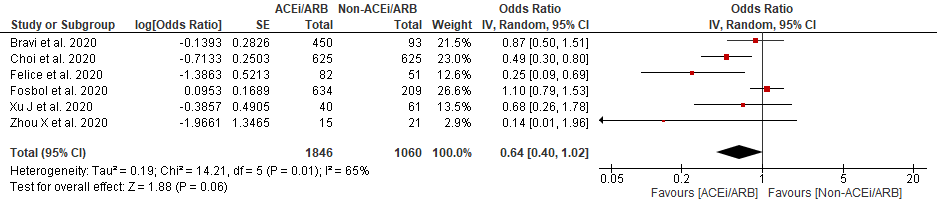 ACEi/ARB Non-ACEi/ARB Odds Ratio Odds Ratio
Study or Subgroup log[Odds Ratio] SE Total Total Weight IV, Random, 95% CI IV, Random, 95% CI
Bravi et al. 2020 -0.1393 0.2826 450 93 21.5% 0.87 [0.50, 1.51]
Choi et al. 2020 -0.7133 0.2503 625 625 23.0% 0.49 [0.30, 0.80]
Felice et al. 2020 -1.3863 0.5213 82 51 12.6% 0.25 [0.09, 0.69]
Fosbol et al. 2020 0.0953 0.1689 634 209 26.6% 1.10 [0.79, 1.53]
Xu J et al. 2020 -0.3857 0.4905 40 61 13.5% 0.68 [0.26, 1.78]
Zhou X et al. 2020 -1.9661 1.3465 15 21 2.9% 0.14 [0.01, 1.96]
Total (95% CI) 1846 1060 100.0% 0.64 [0.40, 1.02]
Heterogeneity: Tau² = 0.19; Chi² = 14.21, df = 5 (P = 0.01); I² = 65%
Test for overall effect: Z = 1.88 (P = 0.06)
0.05 0.2 1 5 20
Favours [ACEi/ARB] Favours [Non-ACEi/ARB]